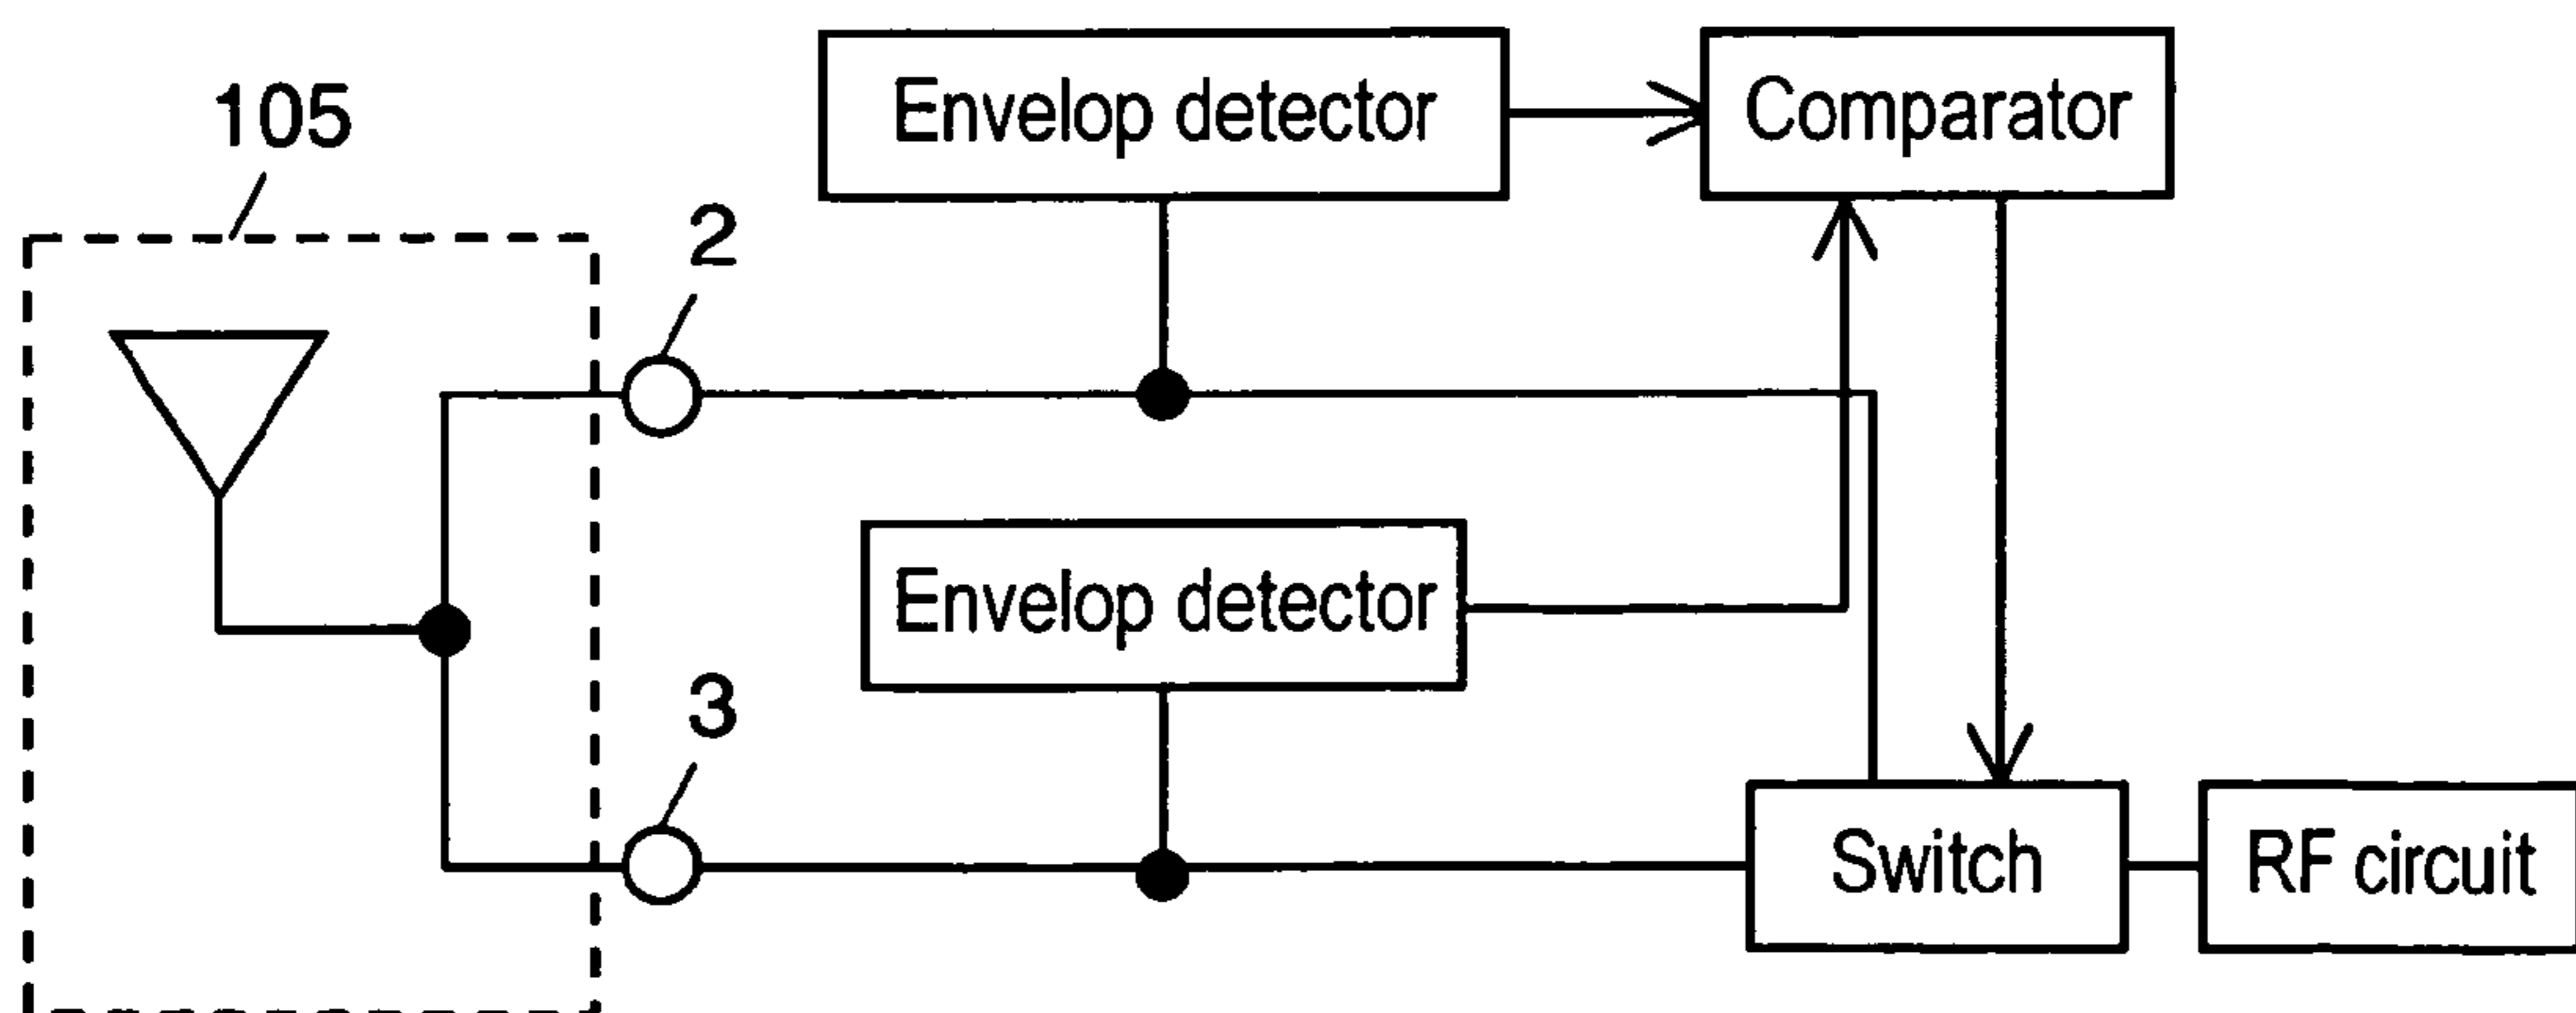 105
Envelop detector
Comparator
2
Envelop detector
3
Switch
RF circuit